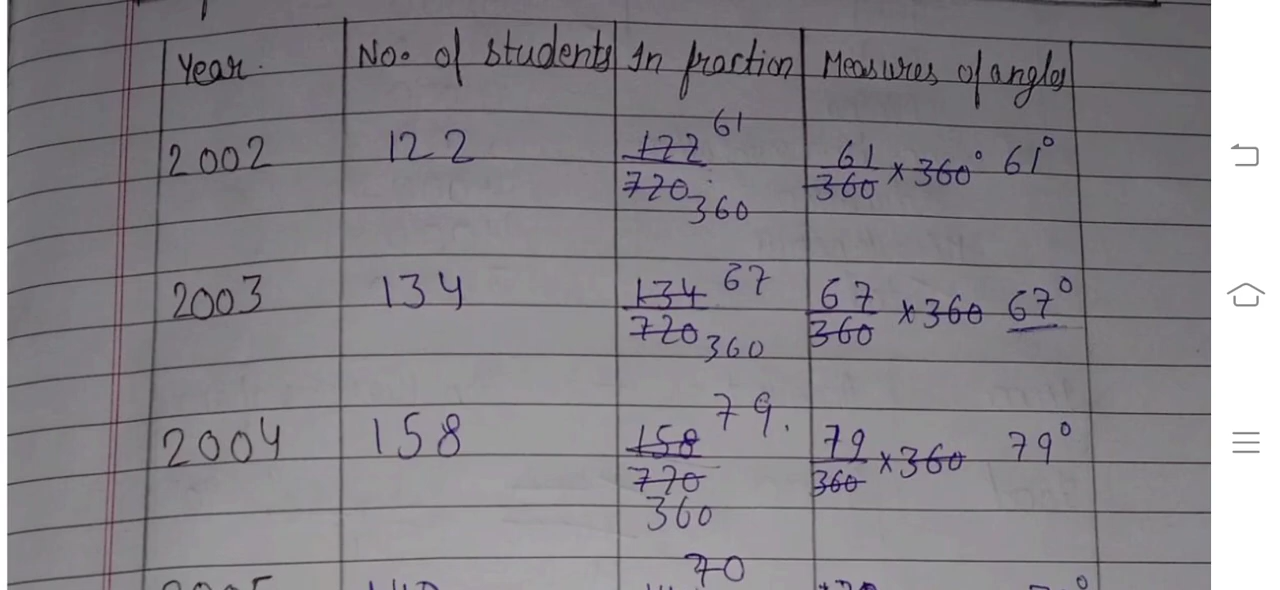 Year. No. of students In fraction Measures of angles
2002 122 122/720 61/360 61/360 × 360° 61°
2003 134 134/720 67/360 67/360 × 360 67°
2004 158 158/720 79/360 79/360 × 360 79°
70